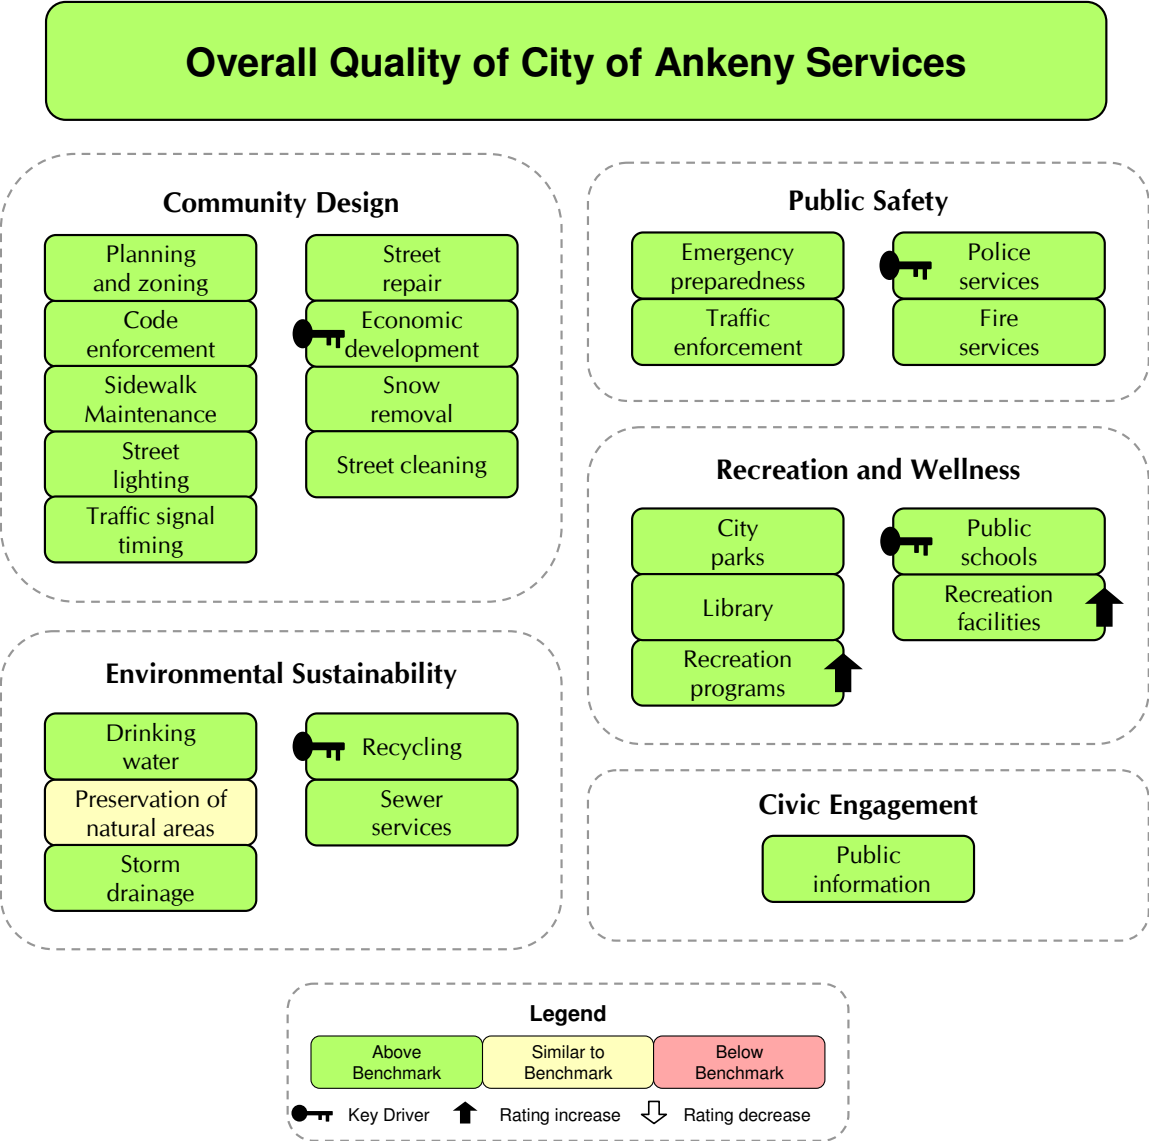 Overall Quality of City of Ankeny Services
Community Design
Planning
and zoning
Code
enforcement
Sidewalk
Maintenance
Street
lighting
Traffic signal
timing
Street
repair
Economic
development
Snow
removal
Street cleaning
Public Safety
Emergency
preparedness
Traffic
enforcement
Police
services
Fire
services
Recreation and Wellness
City
parks
Library
Recreation
programs
Public
schools
Recreation
facilities
Environmental Sustainability
Drinking
water
Preservation of
natural areas
Storm
drainage
Recycling
Sewer
services
Civic Engagement
Public
information
Legend
Above
Benchmark
Similar to
Benchmark
Below
Benchmark
Key Driver
Rating increase
Rating decrease